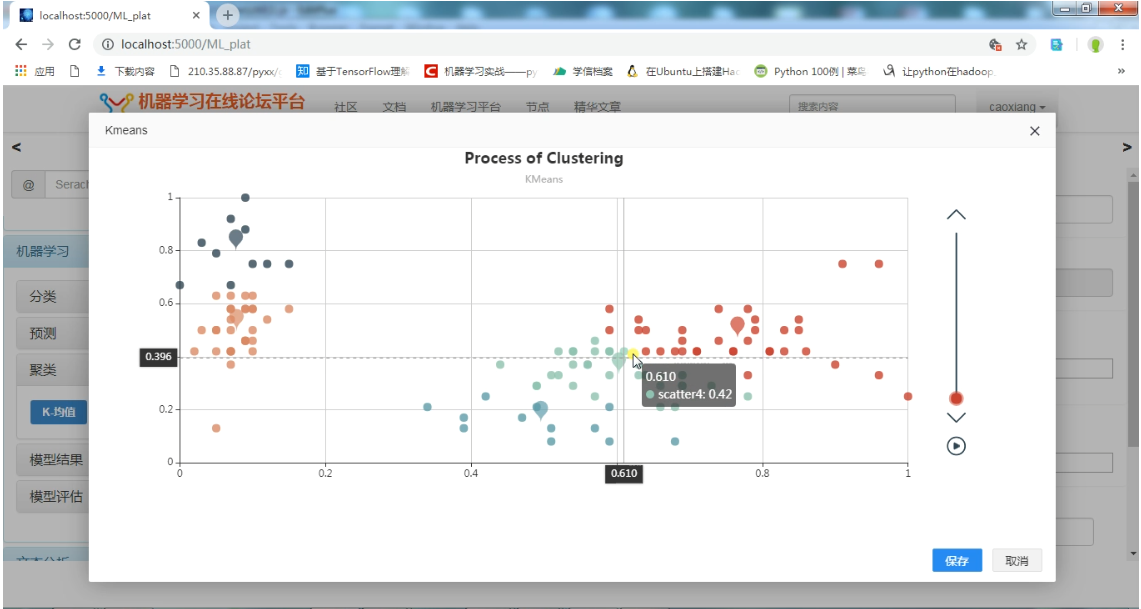 localhost:5000/ML_plat
localhost:5000/ML_plat
应用
下载内容
210.35.88.87/pyxx/
知 基于TensorFlow理解
C 机器学习实战——py
学信档案
在Ubuntu上搭建Ha
Python 100例 | 菜鸟
让python在hadoop
机器学习在线论坛平台
社区
文档
机器学习平台
节点
精华文章
搜索内容
caoxiang
Kmeans
×
<
>
@ Serach
机器学习
分类
预测
聚类
K-均值
模型结果
模型评估
Process of Clustering
KMeans
1
0.8
0.6
0.396
0.2
0
0
0.2
0.4
0.610
0.8
1
0.610
scatter4: 0.42
保存
取消